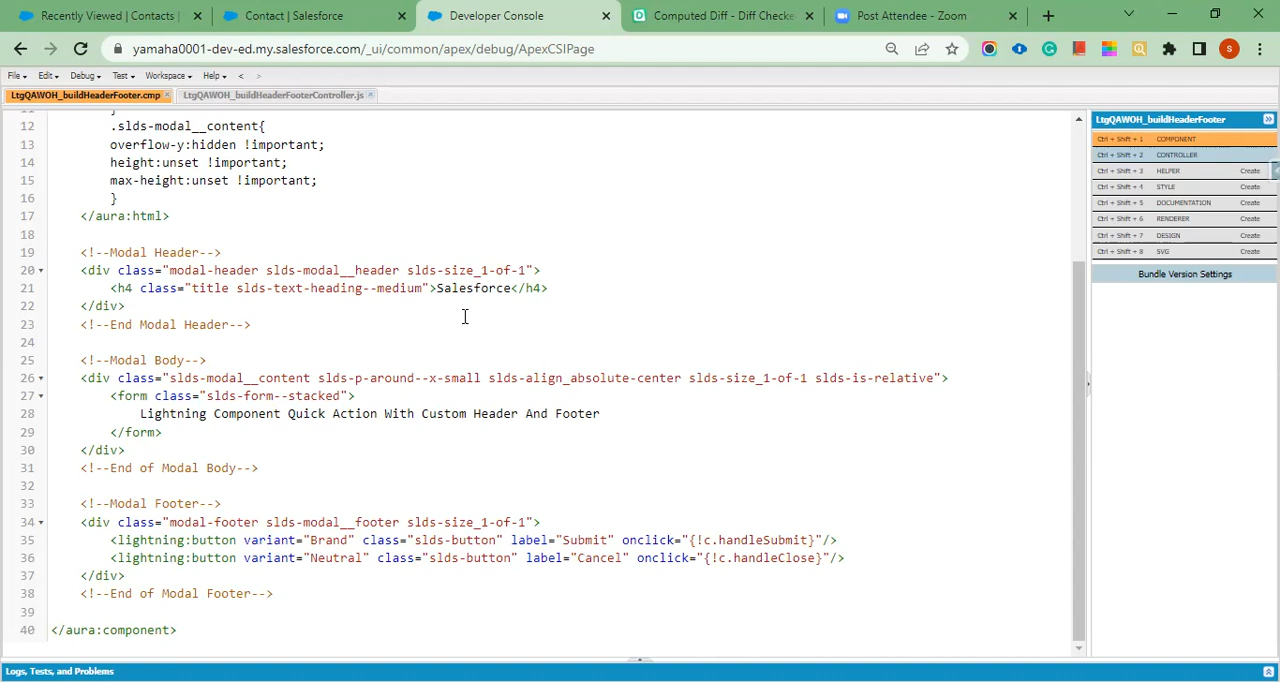 Recently Viewed | Contacts |
Contact | Salesforce
Developer Console
Computed Diff - Diff Checke
Post Attendee - Zoom
yamaha0001-dev-ed.my.salesforce.com/_ui/common/apex/debug/ApexCSIPage
S
File Edit Debug Test Workspace Help < >
LtgQAWOH_buildHeaderFooter.cmp
LtgQAWOH_buildHeaderFooterController.js
11 }
12 .slds-modal__content{
13 overflow-y:hidden !important;
14 height:unset !important;
15 max-height:unset !important;
16 }
17 </aura:html>
18
19 <!--Modal Header-->
20 <div class="modal-header slds-modal__header slds-size_1-of-1">
21 <h4 class="title slds-text-heading--medium">Salesforce</h4>
22 </div>
23 <!--End Modal Header-->
24
25 <!--Modal Body-->
26 <div class="slds-modal__content slds-p-around--x-small slds-align_absolute-center slds-size_1-of-1 slds-is-relative">
27 <form class="slds-form--stacked">
28 Lightning Component Quick Action With Custom Header And Footer
29 </form>
30 </div>
31 <!--End of Modal Body-->
32
33 <!--Modal Footer-->
34 <div class="modal-footer slds-modal__footer slds-size_1-of-1">
35 <lightning:button variant="Brand" class="slds-button" label="Submit" onclick="{!c.handleSubmit}"/>
36 <lightning:button variant="Neutral" class="slds-button" label="Cancel" onclick="{!c.handleClose}"/>
37 </div>
38 <!--End of Modal Footer-->
39
40 </aura:component>
LtgQAWOH_buildHeaderFooter
Ctrl + Shift + 1 COMPONENT
Ctrl + Shift + 2 CONTROLLER
Ctrl + Shift + 3 HELPER Create
Ctrl + Shift + 4 STYLE Create
Ctrl + Shift + 5 DOCUMENTATION Create
Ctrl + Shift + 6 RENDERER Create
Ctrl + Shift + 7 DESIGN Create
Ctrl + Shift + 8 SVG Create
Bundle Version Settings
Logs, Tests, and Problems